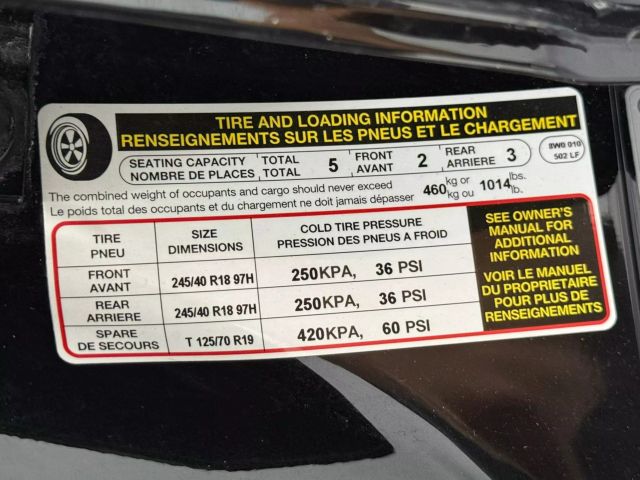 TIRE AND LOADING INFORMATION
RENSEIGNEMENTS SUR LES PNEUS ET LE CHARGEMENT
SEATING CAPACITY TOTAL 5 FRONT 2 REAR 3
NOMBRE DE PLACES TOTAL AVANT ARRIERE
8W0 010
502 LF
The combined weight of occupants and cargo should never exceed 460 kg or 1014 lbs.
Le poids total des occupants et du chargement ne doit jamais dépasser kg ou lb.
TIRE SIZE COLD TIRE PRESSURE
PNEU DIMENSIONS PRESSION DES PNEUS A FROID
FRONT
AVANT 245/40 R18 97H 250KPA, 36 PSI
REAR
ARRIERE 245/40 R18 97H 250KPA, 36 PSI
SPARE
DE SECOURS T 125/70 R19 420KPA, 60 PSI
SEE OWNER'S
MANUAL FOR
ADDITIONAL
INFORMATION
VOIR LE MANUEL
DU PROPRIETAIRE
POUR PLUS DE
RENSEIGNEMENTS